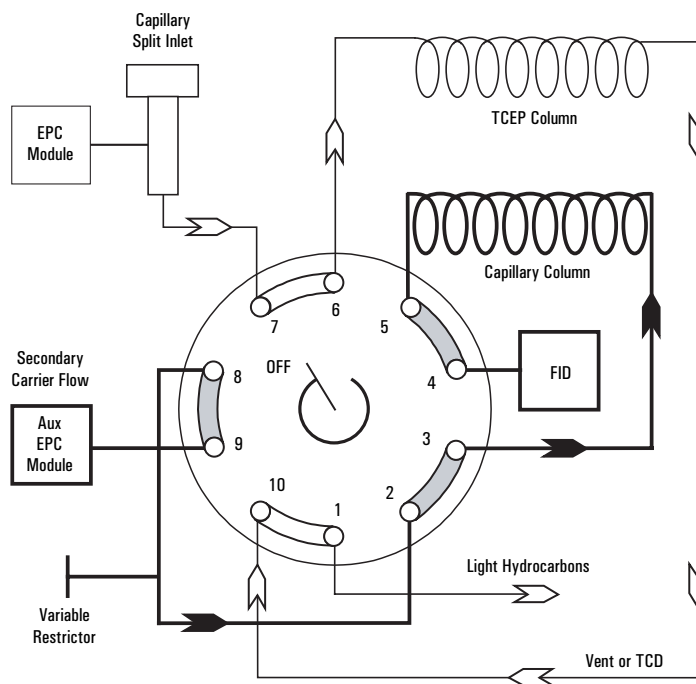 Capillary
Split Inlet
EPC
Module
TCEP Column
Capillary Column
7
6
5
4
8
OFF
FID
Secondary
Carrier Flow
Aux
EPC
Module
9
3
10
1
2
Variable
Restrictor
Light Hydrocarbons
Vent or TCD